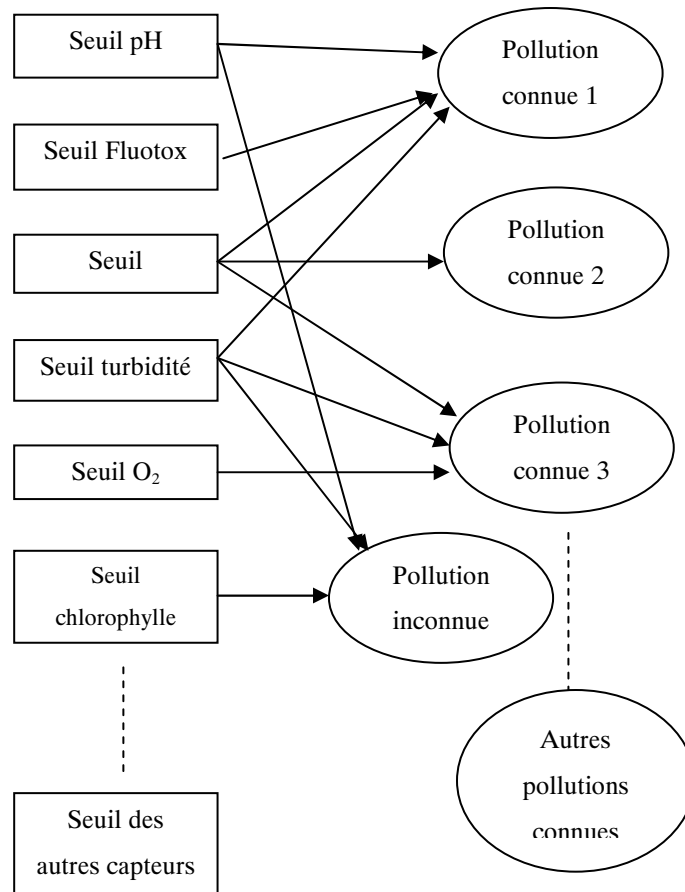 Seuil pH
Seuil Fluotox
Seuil
Seuil turbidité
Seuil O₂
Seuil
chlorophylle
Seuil des
autres capteurs
Pollution
connue 1
Pollution
connue 2
Pollution
connue 3
Pollution
inconnue
Autres
pollutions
connues